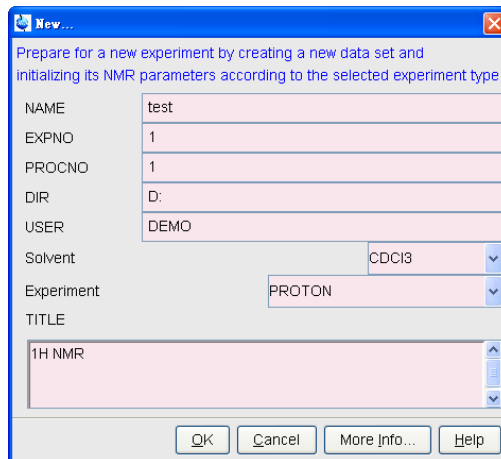 New...
Prepare for a new experiment by creating a new data set and
initializing its NMR parameters according to the selected experiment type
NAME test
EXPNO 1
PROCNO 1
DIR D:
USER DEMO
Solvent CDCl3
Experiment PROTON
TITLE
1H NMR
OK Cancel More Info... Help